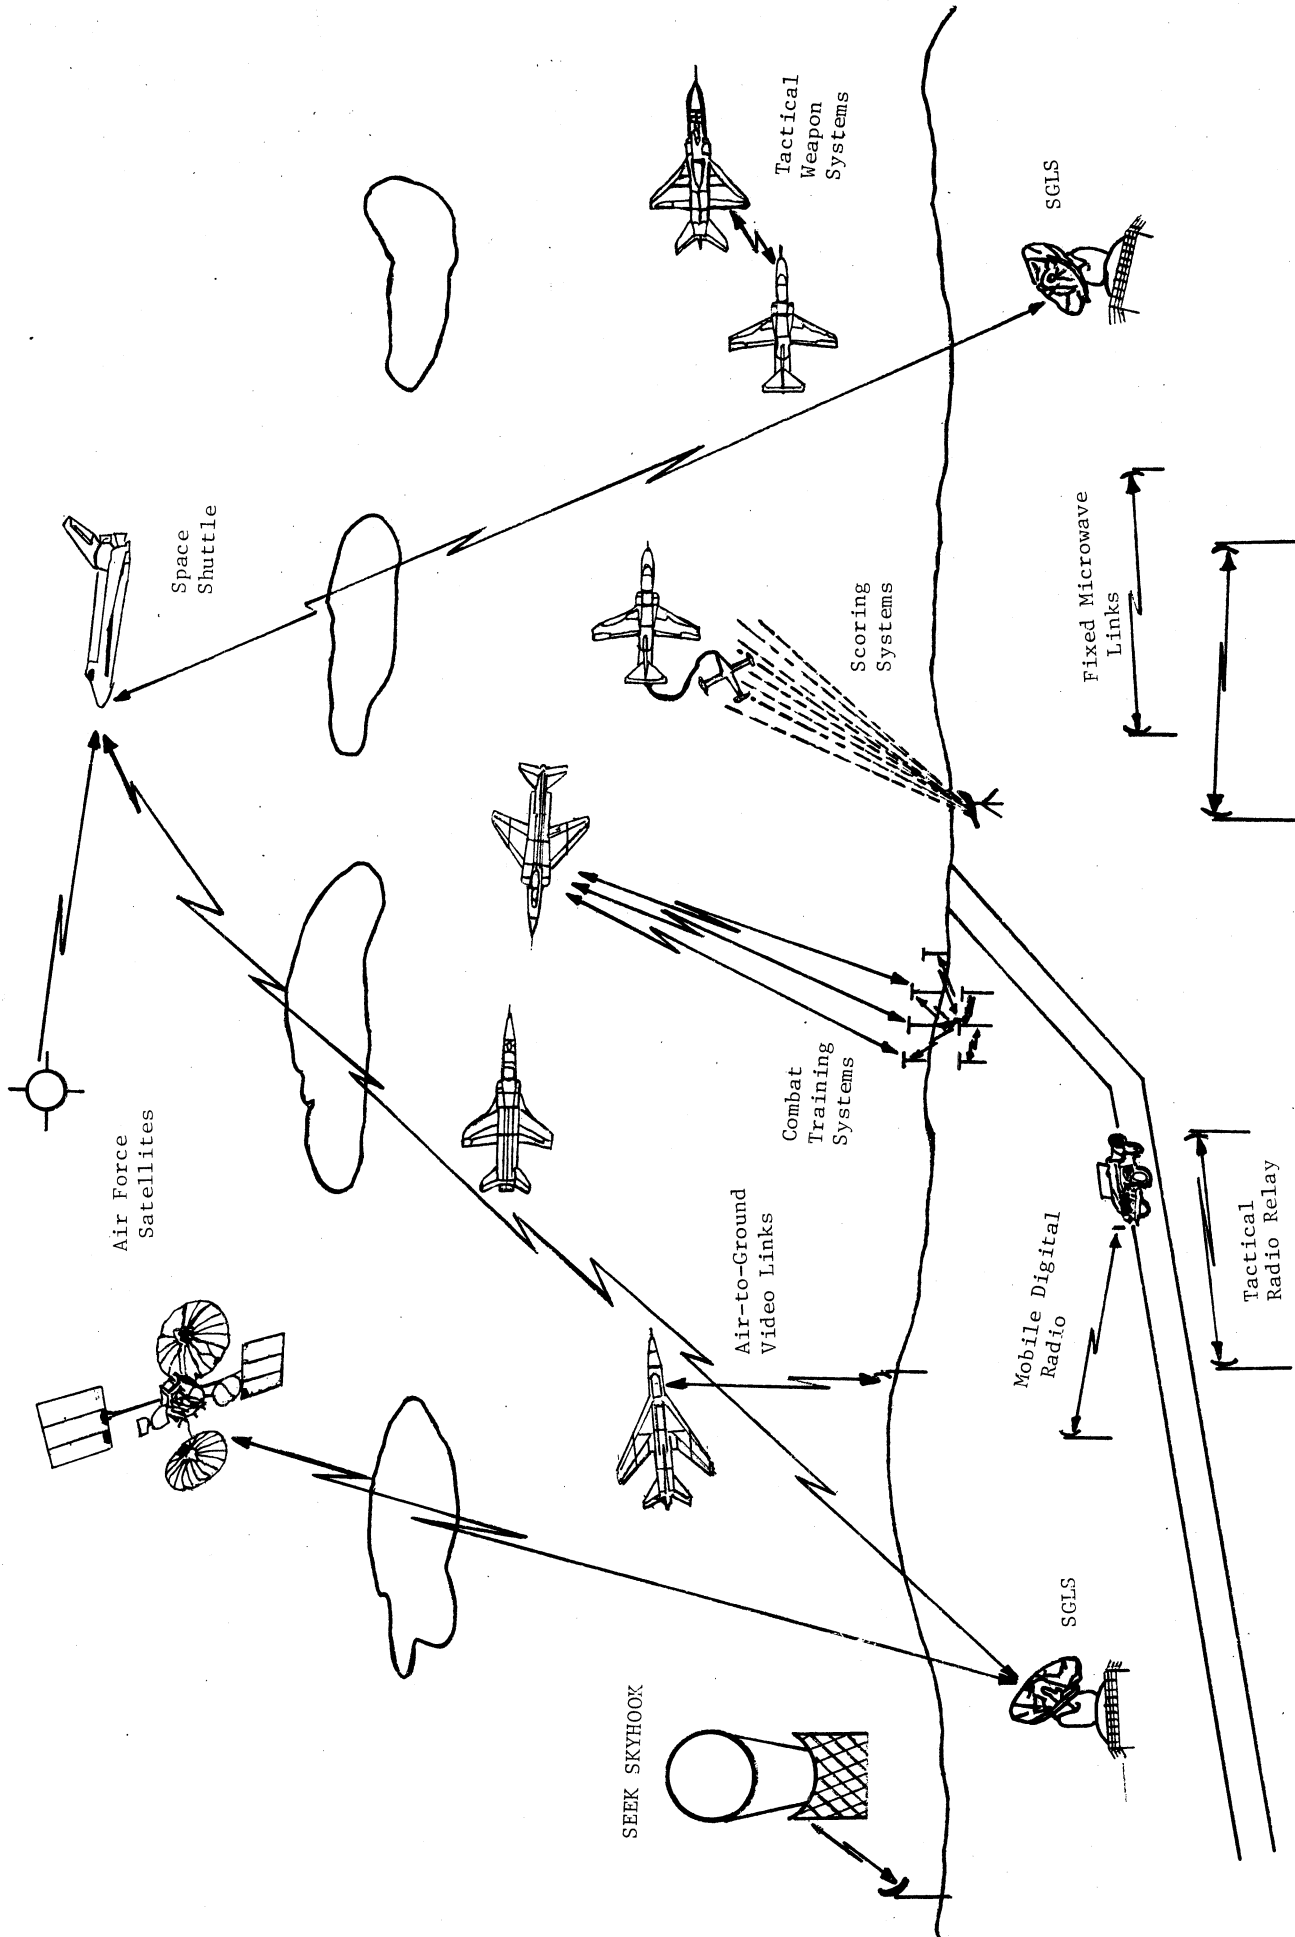 Air Force
Satellites
Space
Shuttle
SEEK SKYHOOK
Air-to-Ground
Video Links
Combat
Training
Systems
Scoring
Systems
Tactical
Weapon
Systems
SGLS
Mobile Digital
Radio
Tactical
Radio Relay
Fixed Microwave
Links
SGLS